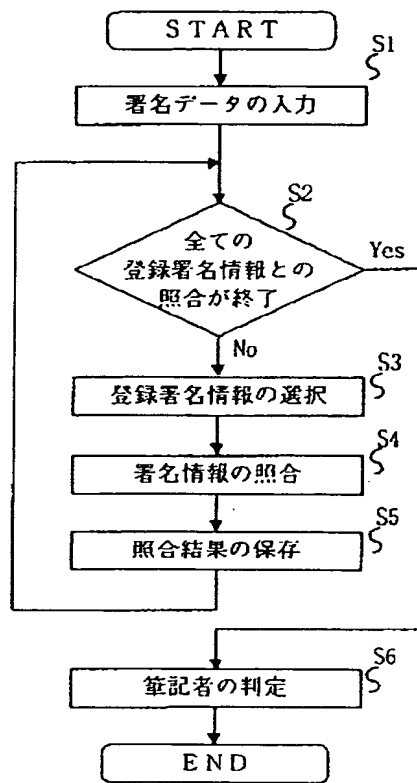 START
S1
署名データの入力
S2
全ての
登録署名情報との
照合が終了
Yes
No
S3
登録署名情報の選択
S4
署名情報の照合
S5
照合結果の保存
S6
筆記者の判定
END